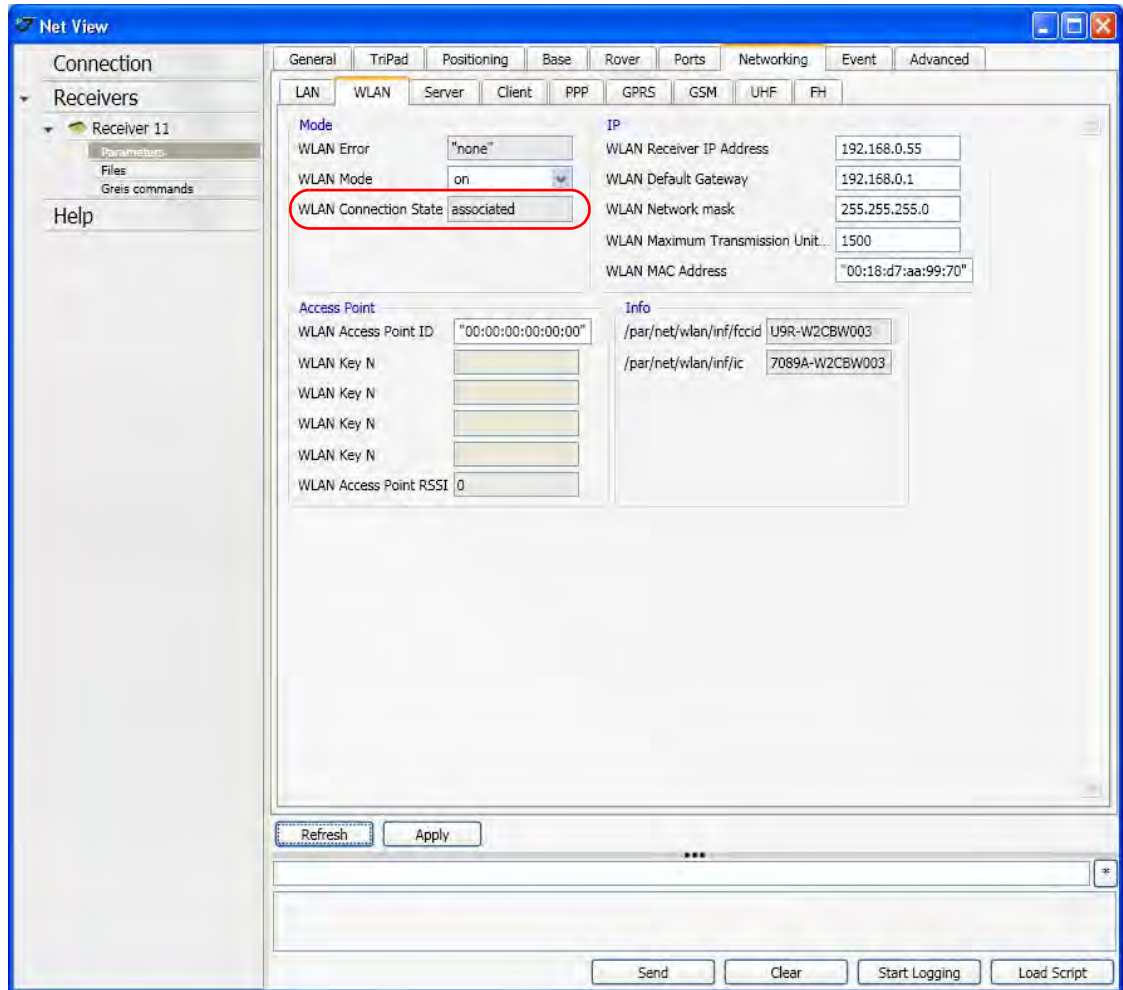 Net View
Connection
Receivers
Receiver 11
Parameters
Files
Greis commands
Help
General TriPad Positioning Base Rover Ports Networking Event Advanced
LAN WLAN Server Client PPP GPRS GSM UHF FH
Mode
WLAN Error "none"
WLAN Mode on
WLAN Connection State associated
IP
WLAN Receiver IP Address 192.168.0.55
WLAN Default Gateway 192.168.0.1
WLAN Network mask 255.255.255.0
WLAN Maximum Transmission Unit... 1500
WLAN MAC Address "00:18:d7:aa:99:70"
Access Point
WLAN Access Point ID "00:00:00:00:00:00"
WLAN Key N
WLAN Key N
WLAN Key N
WLAN Key N
WLAN Access Point RSSI 0
Info
/par/net/wlan/inf/fccid U9R-W2CBW003
/par/net/wlan/inf/ic 7089A-W2CBW003
Refresh Apply
*
Send Clear Start Logging Load Script